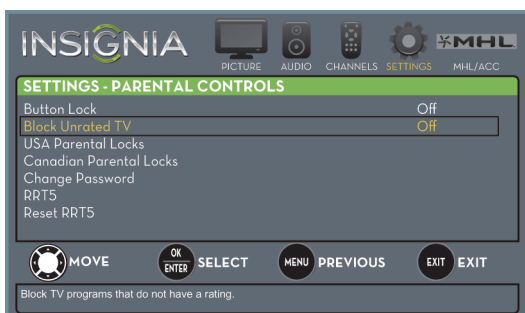 INSIGNIA
PICTURE AUDIO CHANNELS SETTINGS MHL MHL/ACC
SETTINGS - PARENTAL CONTROLS
Button Lock Off
Block Unrated TV Off
USA Parental Locks
Canadian Parental Locks
Change Password
RRT5
Reset RRT5
MOVE OK ENTER SELECT MENU PREVIOUS EXIT EXIT
Block TV programs that do not have a rating.